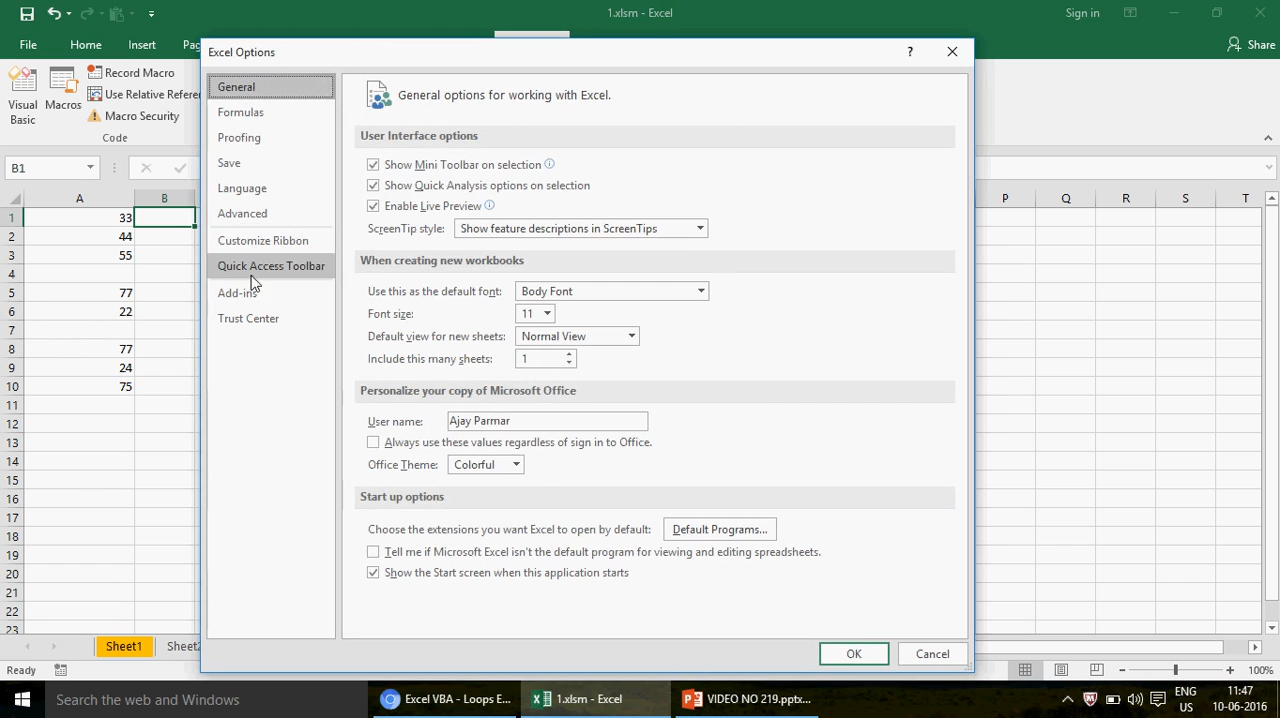 1.xlsm - Excel
Sign in
File
Home
Insert
Share
Excel Options
?
Visual Basic
Macros
Record Macro
Macro Security
Code
B1
General
Formulas
Proofing
Save
Language
Advanced
Customize Ribbon
Quick Access Toolbar
Add-ins
Trust Center
General options for working with Excel.
User Interface options
Show Mini Toolbar on selection
Show Quick Analysis options on selection
Enable Live Preview
ScreenTip style: Show feature descriptions in ScreenTips
When creating new workbooks
Use this as the default font: Body Font
Font size: 11
Default view for new sheets: Normal View
Include this many sheets: 1
Personalize your copy of Microsoft Office
User name: Ajay Parmar
Always use these values regardless of sign in to Office.
Office Theme: Colorful
Start up options
Choose the extensions you want Excel to open by default: Default Programs...
Tell me if Microsoft Excel isn't the default program for viewing and editing spreadsheets.
Show the Start screen when this application starts
OK
Cancel
A B P Q R S T
1 33
2 44
3 55
4
5 77
6 22
7
8 77
9 24
10 75
11
12
13
14
15
16
17
18
19
20
21
22
23
Sheet1
Ready
100%
Search the web and Windows
Excel VBA - Loops E...
1.xlsm - Excel
VIDEO NO 219.pptx...
ENG
US
11:47
10-06-2016